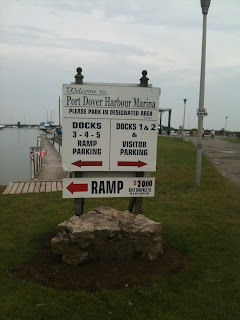 Welcome to...
Port Dover Harbour Marina
PLEASE PARK IN DESIGNATED AREA
DOCKS
3 - 4 - 5
RAMP
PARKING
DOCKS 1 & 2
&
VISITOR
PARKING
RAMP